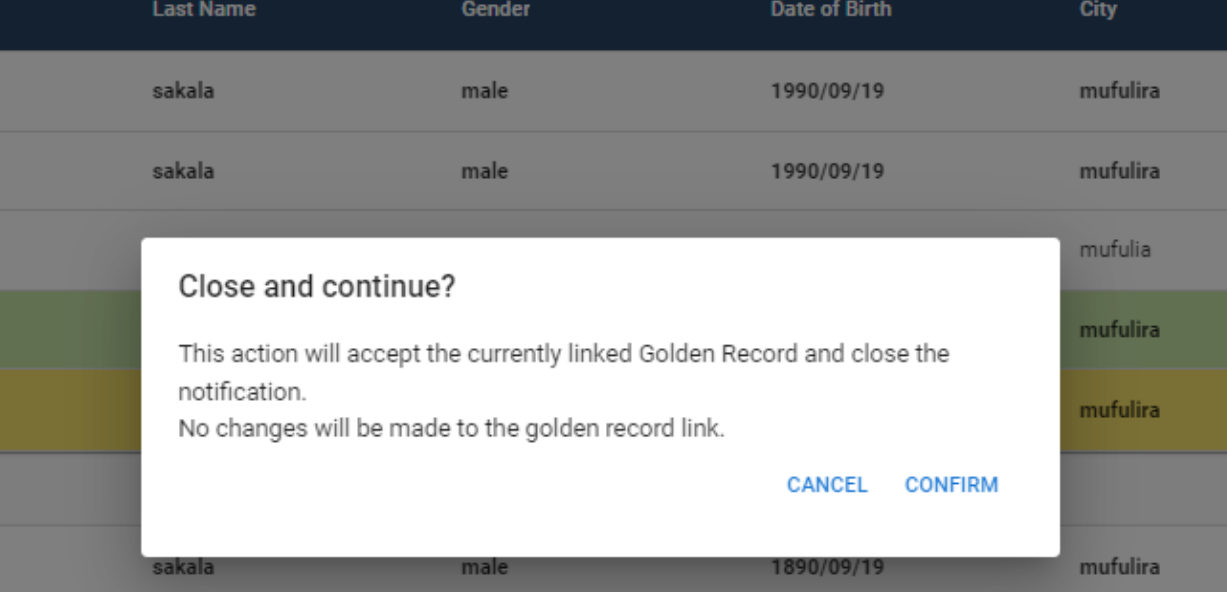 Last Name Gender Date of Birth City
sakala male 1990/09/19 mufulira
sakala male 1990/09/19 mufulira
mufulia
Close and continue?
mufulira
This action will accept the currently linked Golden Record and close the
notification.
mufulira
No changes will be made to the golden record link.
CANCEL CONFIRM
sakala male 1890/09/19 mufulira